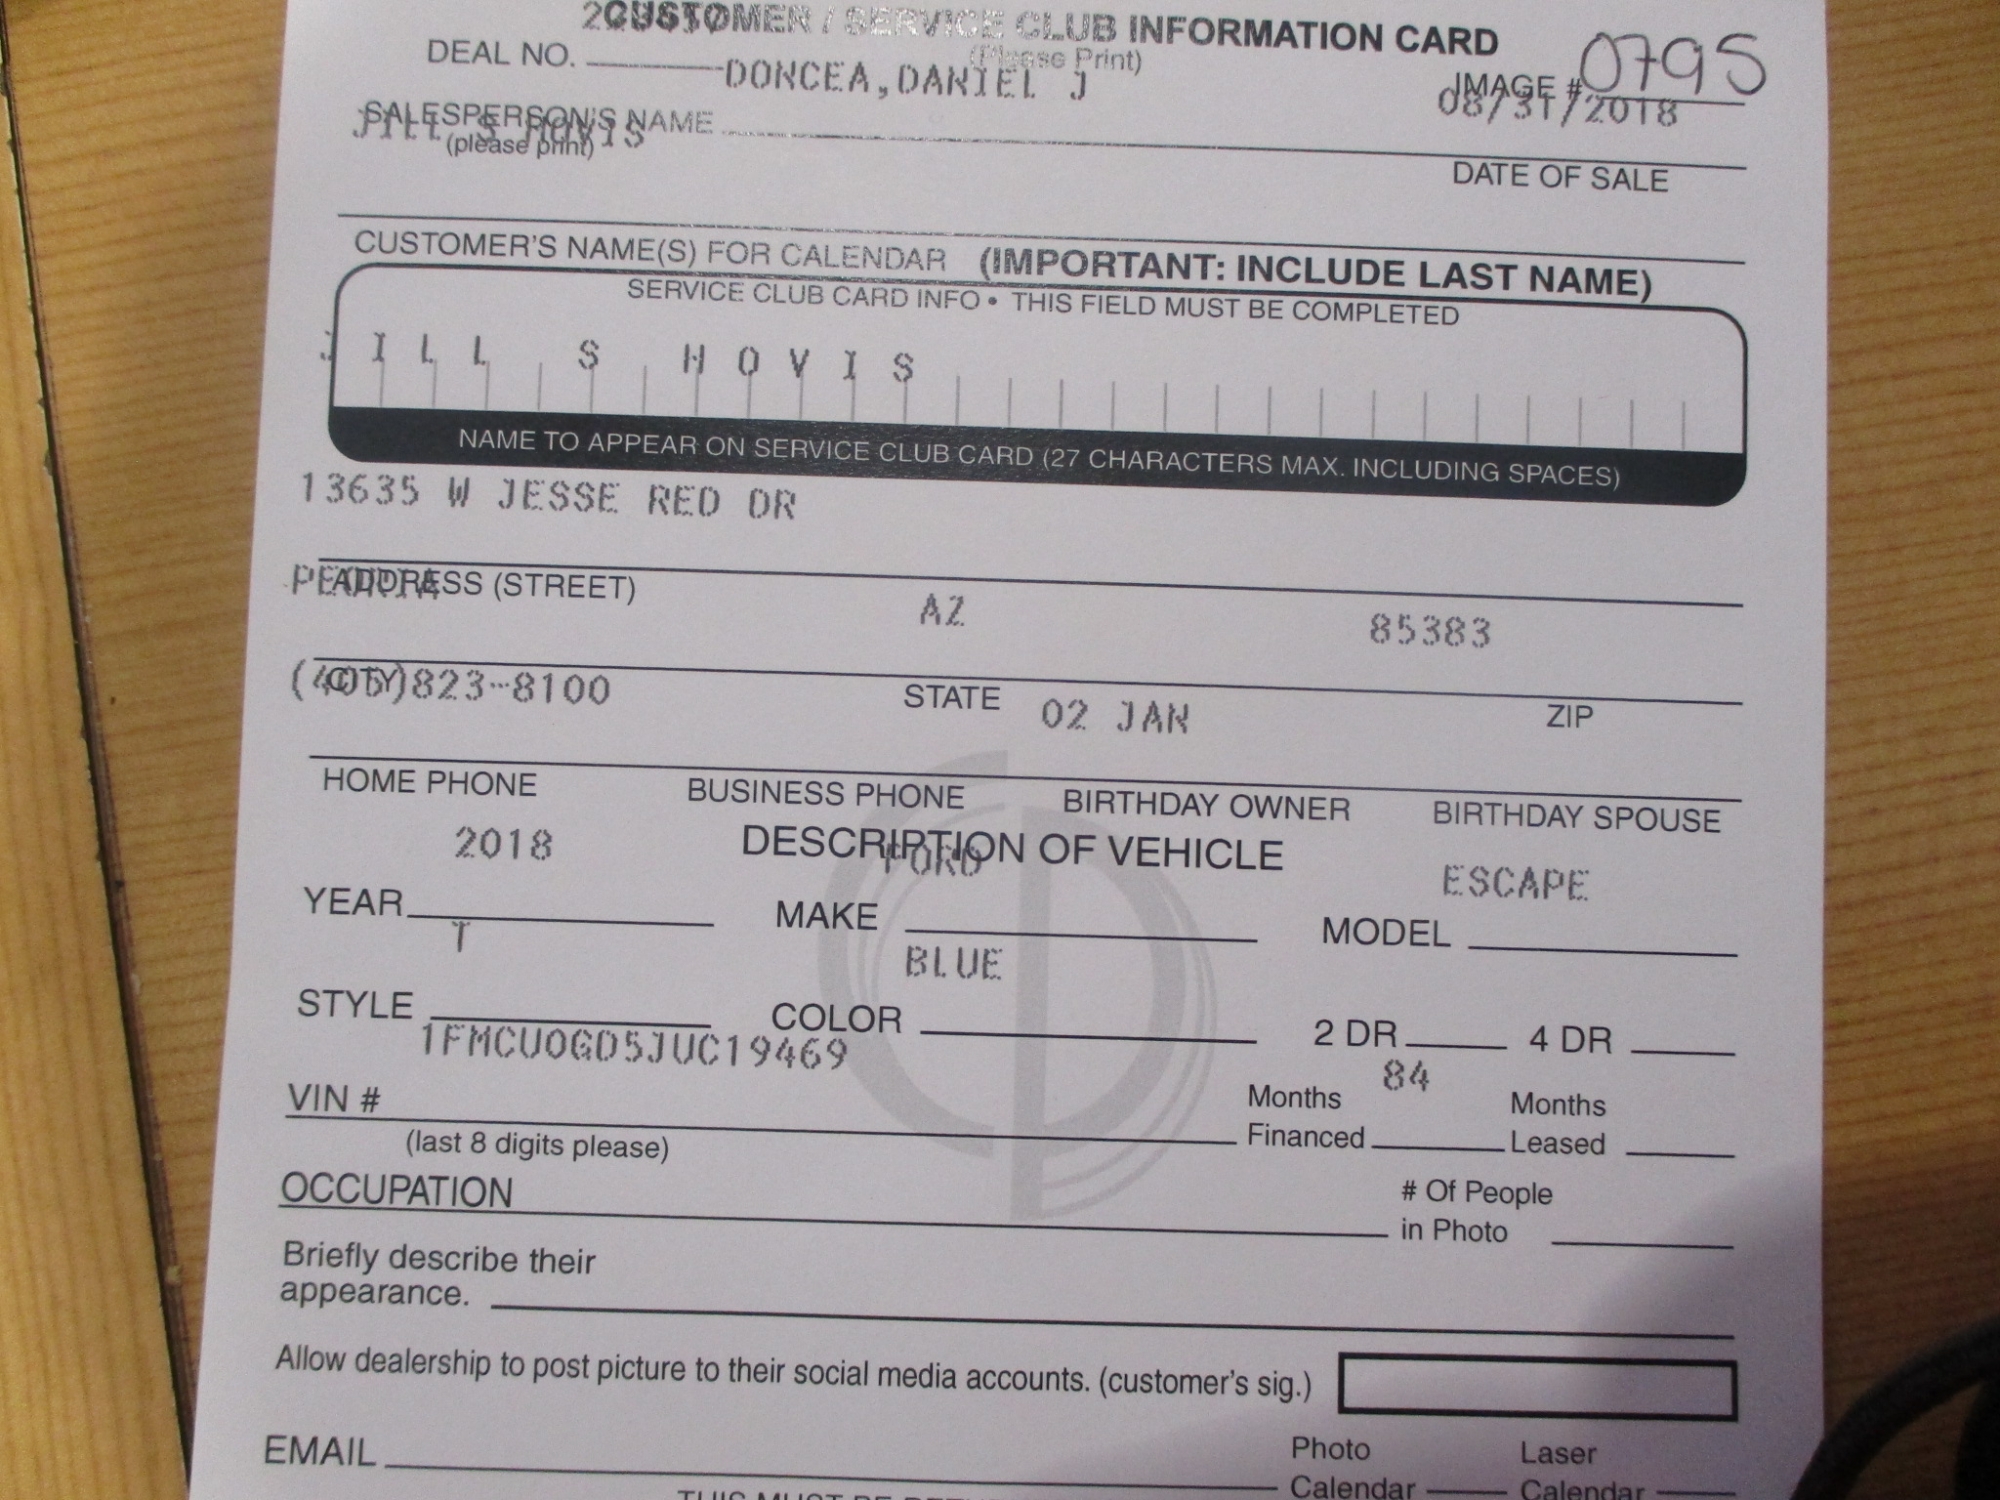 CUSTOMER / SERVICE CLUB INFORMATION CARD
(Please Print)
DEAL NO.
DONCEA,DANIEL J
IMAGE # 0795
08/31/2018
SALESPERSON'S NAME
JILL S HOVIS
(please print)
DATE OF SALE
CUSTOMER'S NAME(S) FOR CALENDAR (IMPORTANT: INCLUDE LAST NAME)
SERVICE CLUB CARD INFO • THIS FIELD MUST BE COMPLETED
JILL S HOVIS
NAME TO APPEAR ON SERVICE CLUB CARD (27 CHARACTERS MAX. INCLUDING SPACES)
13635 W JESSE RED DR
ADDRESS (STREET)
PEORIA AZ 85383
CITY STATE ZIP
(405)823-8100 02 JAN
HOME PHONE BUSINESS PHONE BIRTHDAY OWNER BIRTHDAY SPOUSE
DESCRIPTION OF VEHICLE
2018 FORD ESCAPE
YEAR MAKE MODEL
T BLUE
STYLE COLOR 2 DR 4 DR
1FMCU0GD5JUC19469 84
VIN # Months Financed Months Leased
(last 8 digits please)
OCCUPATION # Of People in Photo
Briefly describe their
appearance.
Allow dealership to post picture to their social media accounts. (customer's sig.)
EMAIL Photo Calendar Laser Calendar